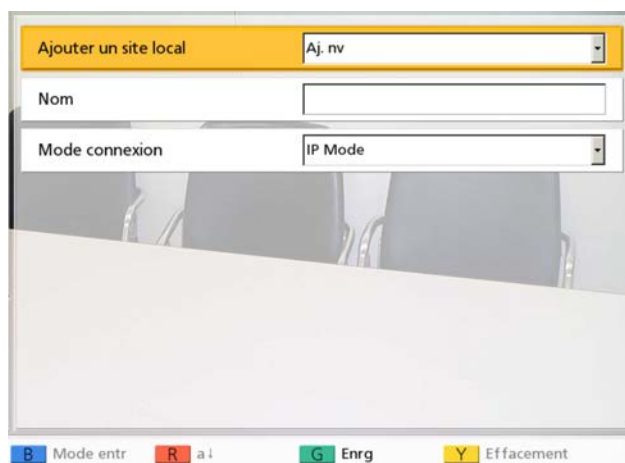 Ajouter un site local Aj. nv
Nom
Mode connexion IP Mode
B Mode entr R a↓ G Enrg Y Effacement